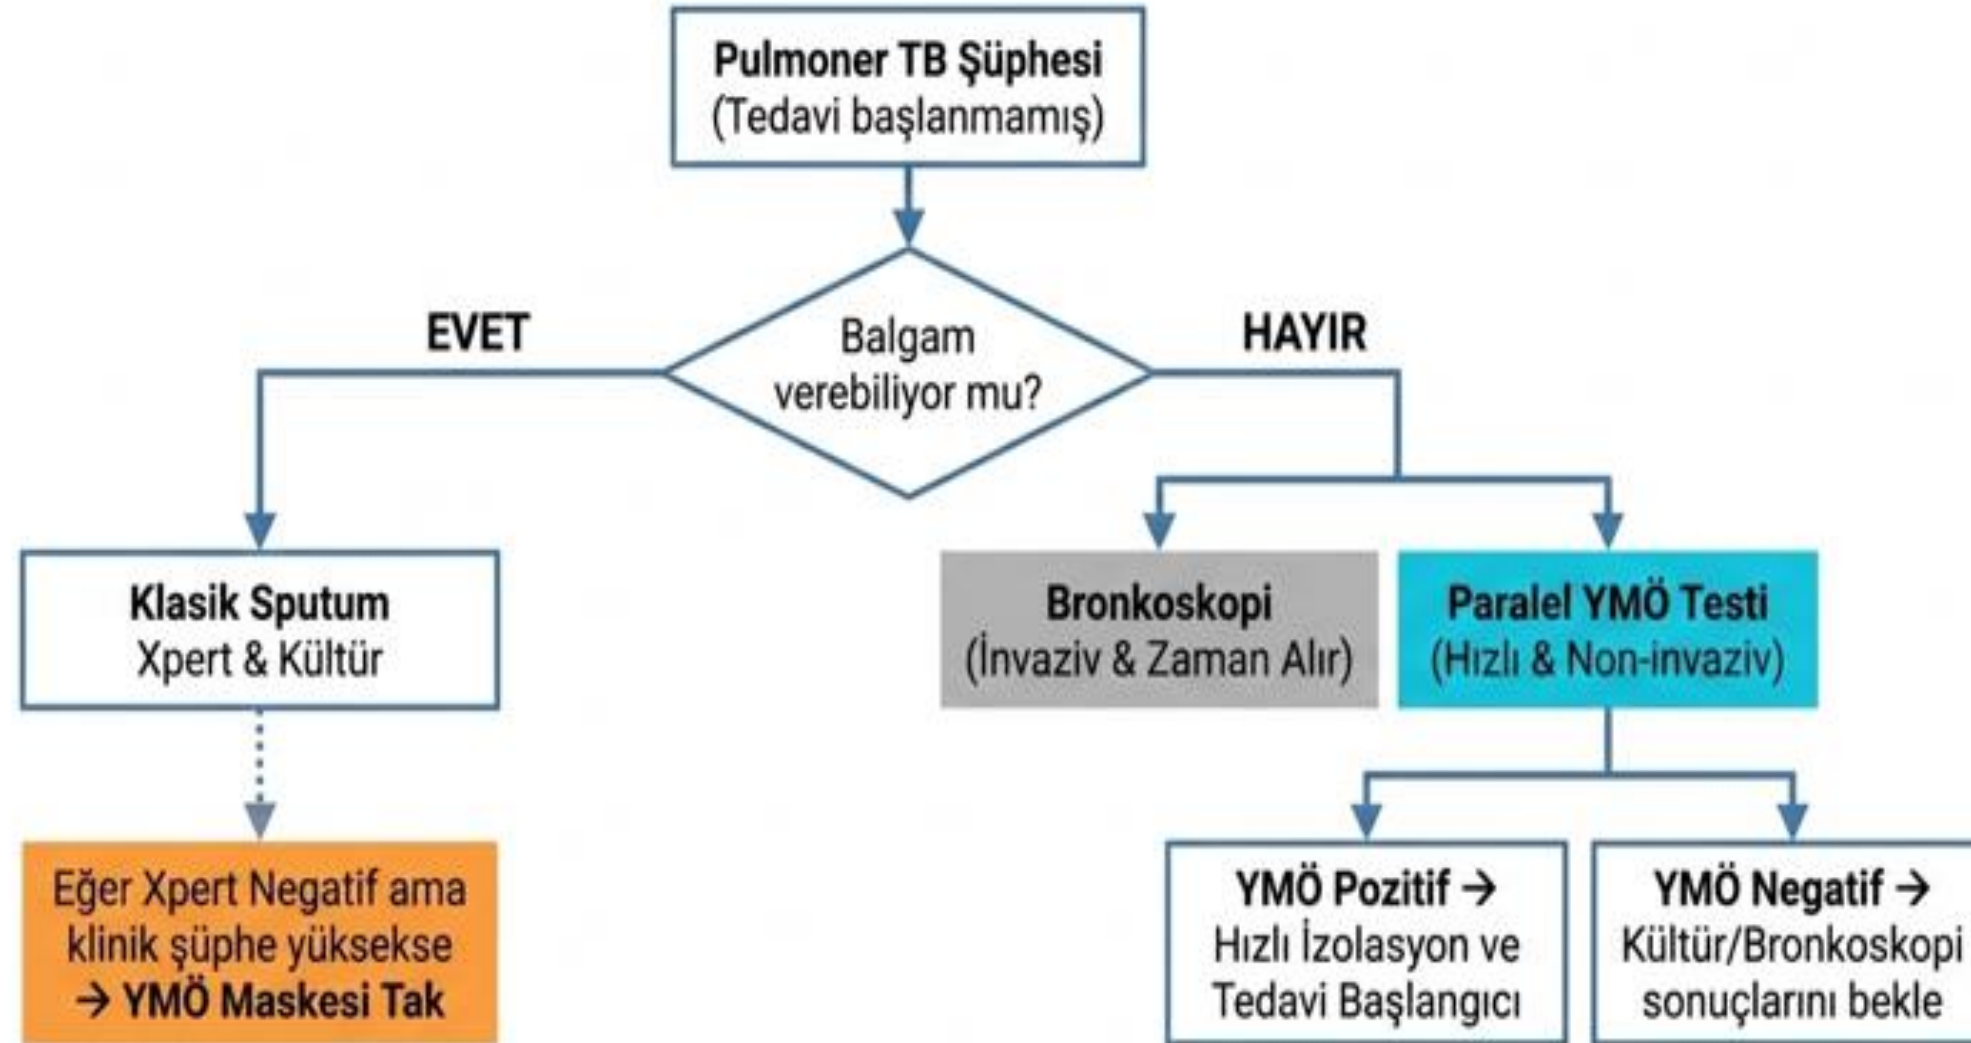 Pulmoner TB Şüphesi
(Tedavi başlanmamış)
Balgam
verebiliyor mu?
EVET
HAYIR
Klasik Sputum
Xpert & Kültür
Bronkoskopi
(İnvaziv & Zaman Alır)
Paralel YMÖ Testi
(Hızlı & Non-invaziv)
Eğer Xpert Negatif ama
klinik şüphe yüksekse
→ YMÖ Maskesi Tak
YMÖ Pozitif →
Hızlı İzolasyon ve
Tedavi Başlangıcı
YMÖ Negatif →
Kültür/Bronkoskopi
sonuçlarını bekle